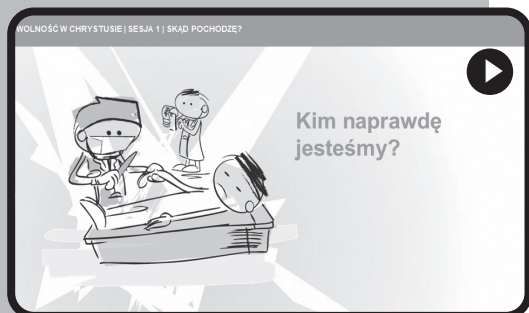 WOLNOŚĆ W CHRYSTUSIE | SESJA 1 | SKĄD POCHODZĘ?
Kim naprawdę
jesteśmy?